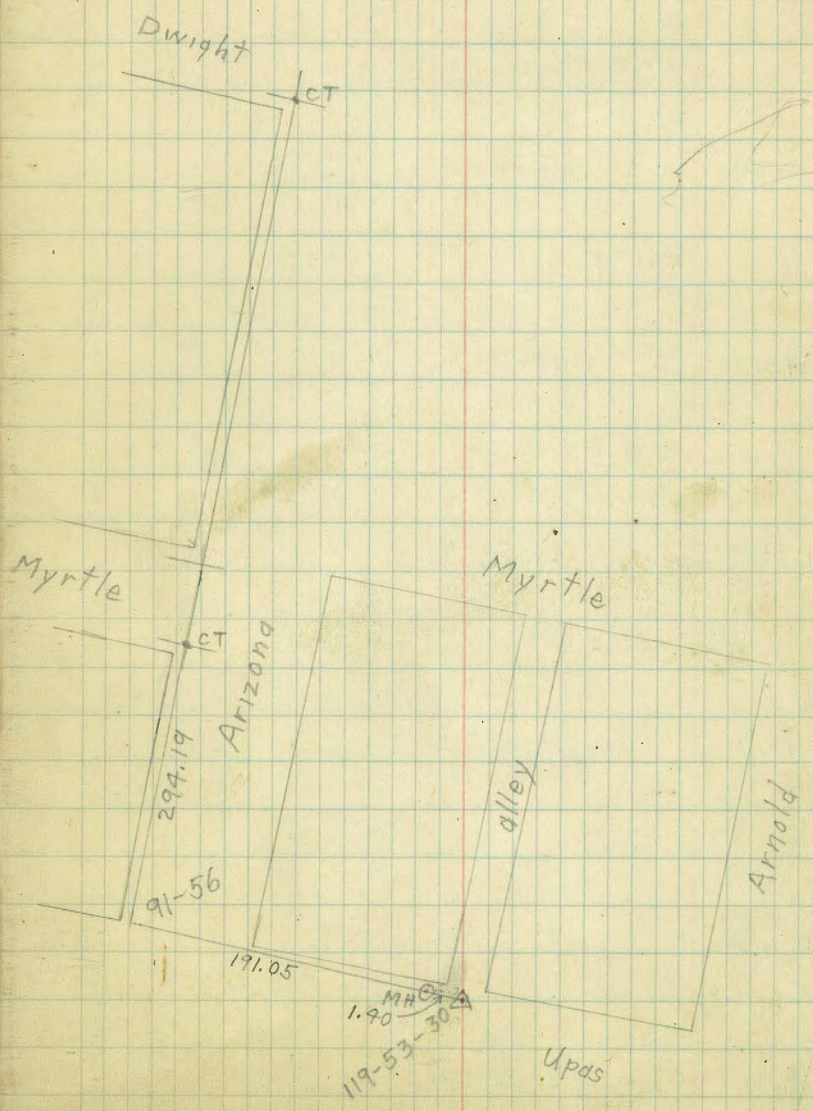 Dwight
CT
Myrtle
Myrtle
CT
Arizona
294.19
alley
Arnold
91-56
191.05
MH
1.40
119-53-30
Upas